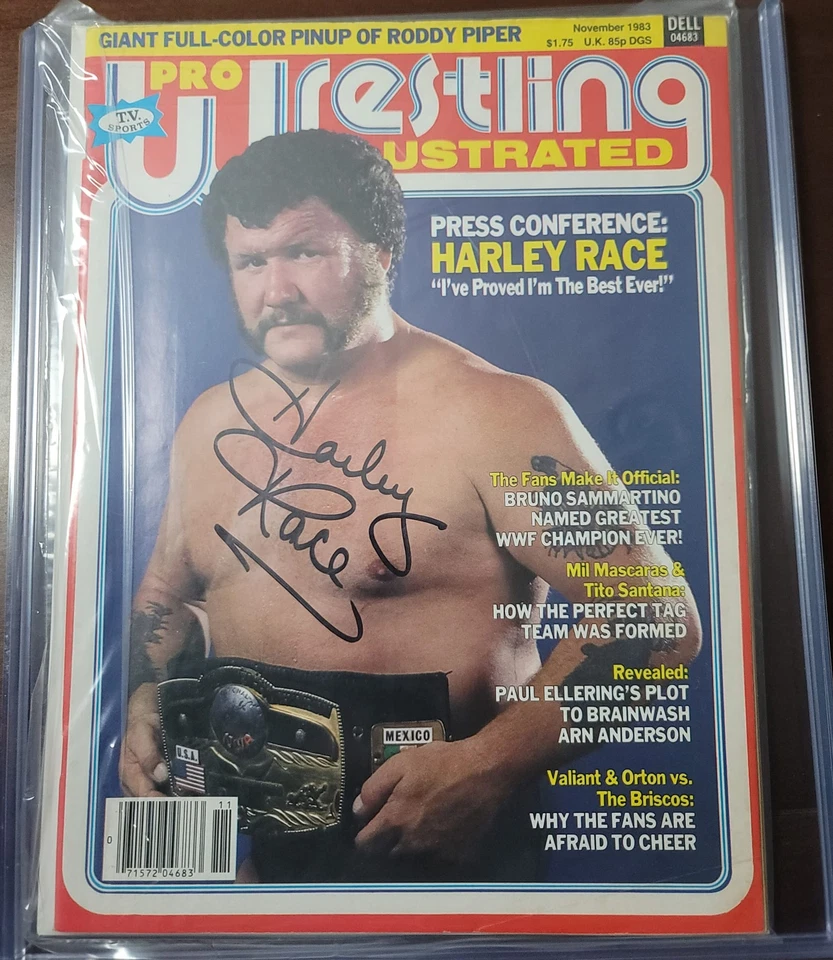 GIANT FULL-COLOR PINUP OF RODDY PIPER
November 1983
$1.75 U.K. 85p DGS
DELL
04683
PRO
Wrestling
USTRATED
T.V.
SPORTS
PRESS CONFERENCE:
HARLEY RACE
"I've Proved I'm The Best Ever!"
Harley
Race
The Fans Make It Official:
BRUNO SAMMARTINO
NAMED GREATEST
WWF CHAMPION EVER!
Mil Mascaras &
Tito Santana:
HOW THE PERFECT TAG
TEAM WAS FORMED
Revealed:
PAUL ELLERING'S PLOT
TO BRAINWASH
ARN ANDERSON
Valiant & Orton vs.
The Briscos:
WHY THE FANS ARE
AFRAID TO CHEER
U.S.A.
MEXICO
11
0
71572 04683